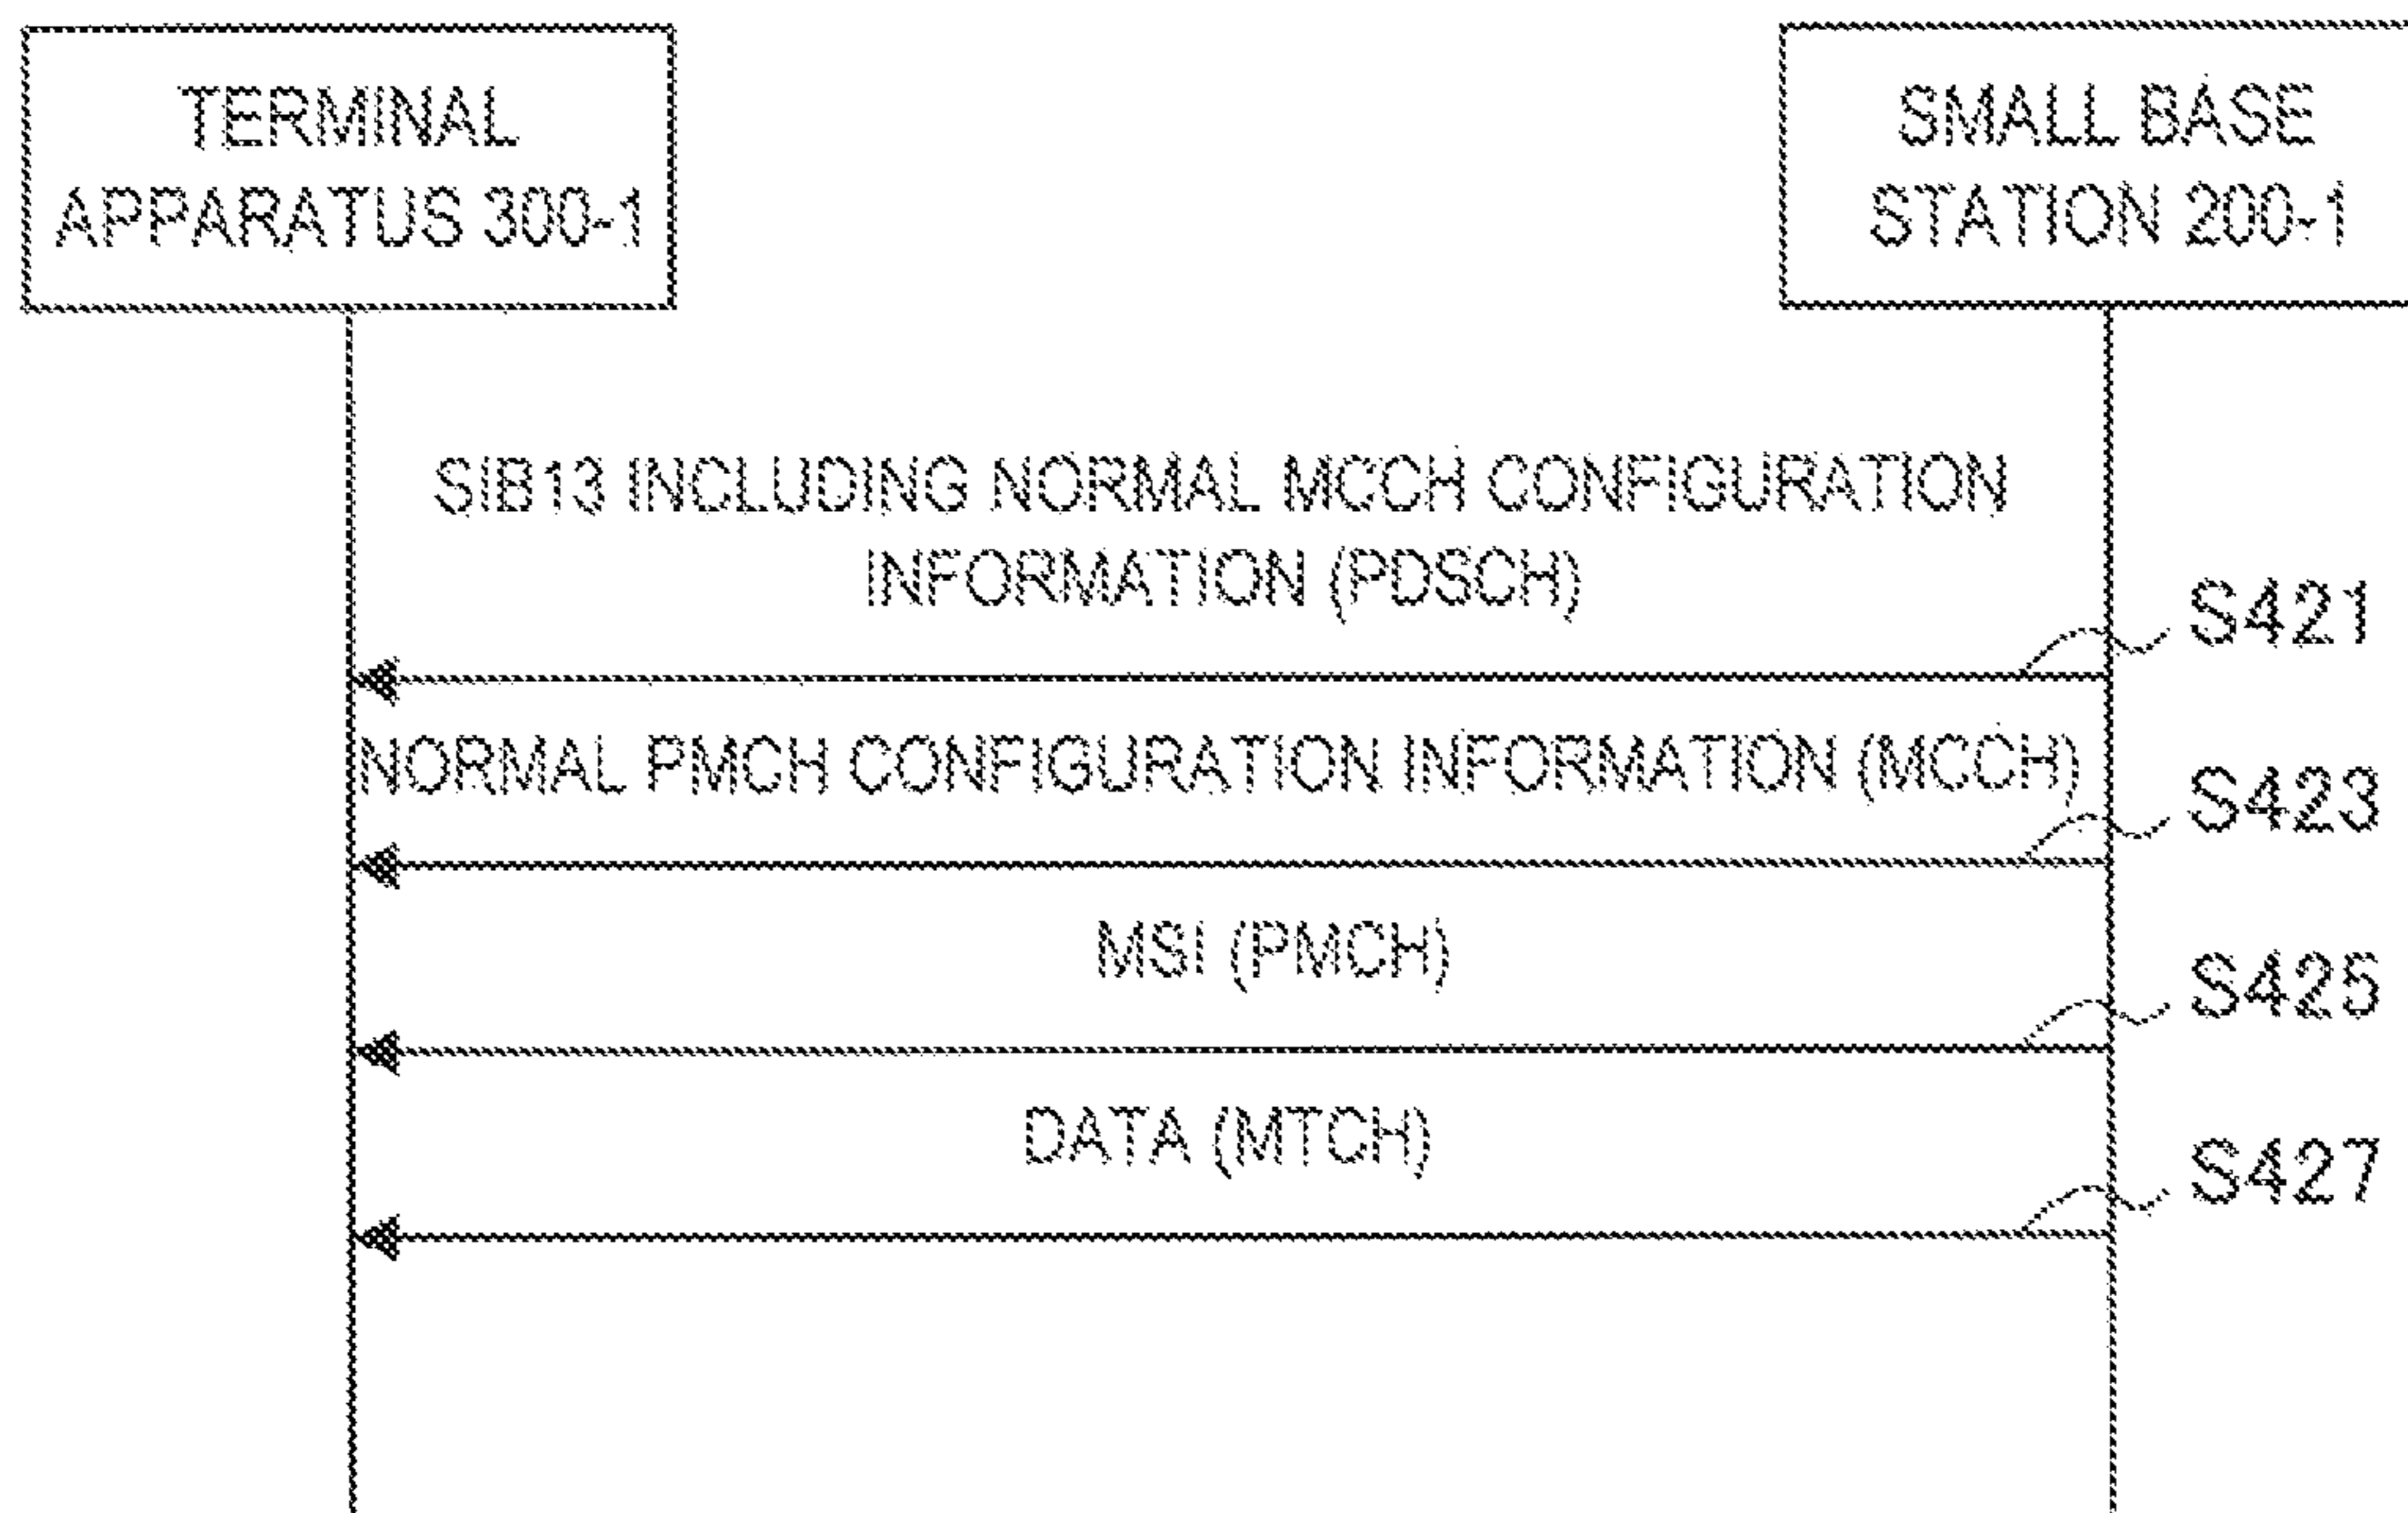 TERMINAL
APPARATUS 300-1
SMALL BASE
STATION 200-1
SIB13 INCLUDING NORMAL MCCH CONFIGURATION
INFORMATION (PDSCH)
S421
NORMAL PMCH CONFIGURATION INFORMATION (MCCH)
S423
MSI (PMCH)
S425
DATA (MTCH)
S427